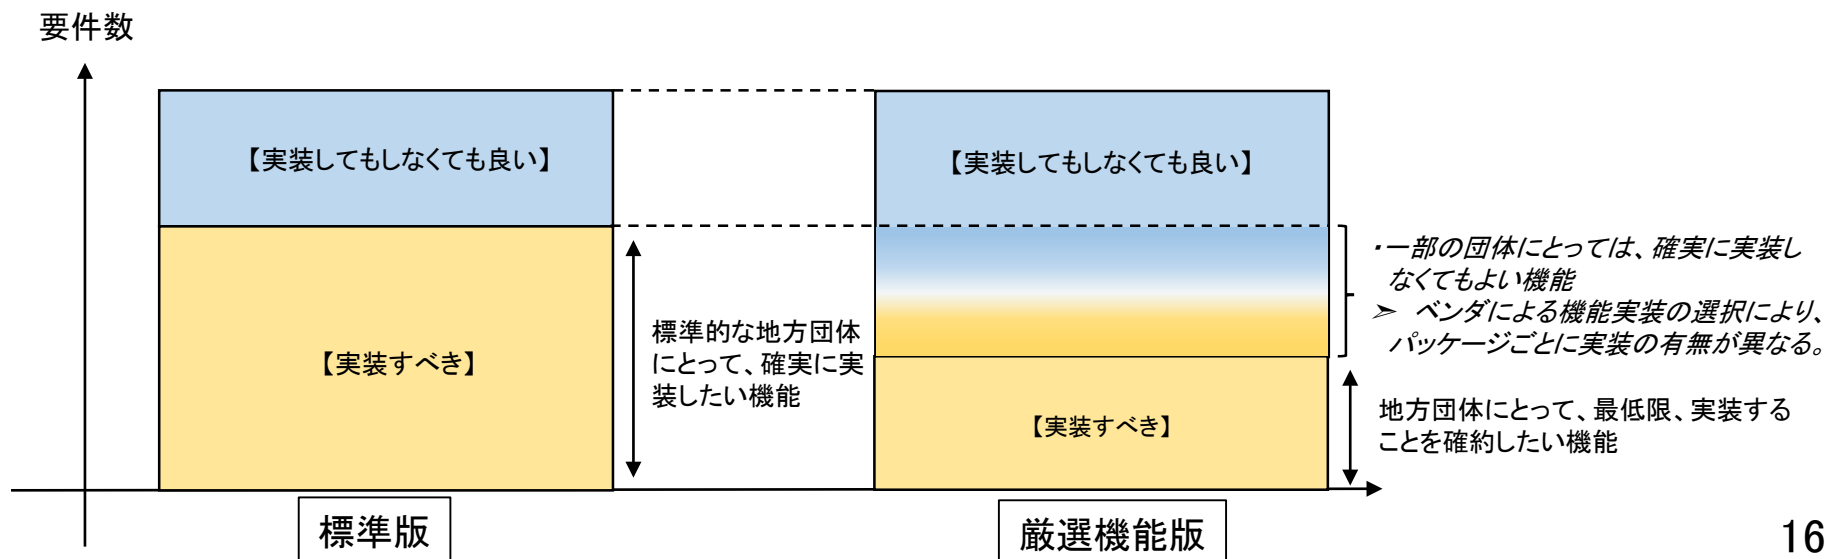 要件数
【実装してもしなくても良い】
【実装すべき】
標準的な地方団体
にとって、確実に実
装したい機能
【実装してもしなくても良い】
【実装すべき】
・一部の団体にとっては、確実に実装し
なくてもよい機能
➢ ベンダによる機能実装の選択により、
パッケージごとに実装の有無が異なる。
地方団体にとって、最低限、実装する
ことを確約したい機能
標準版
厳選機能版
16